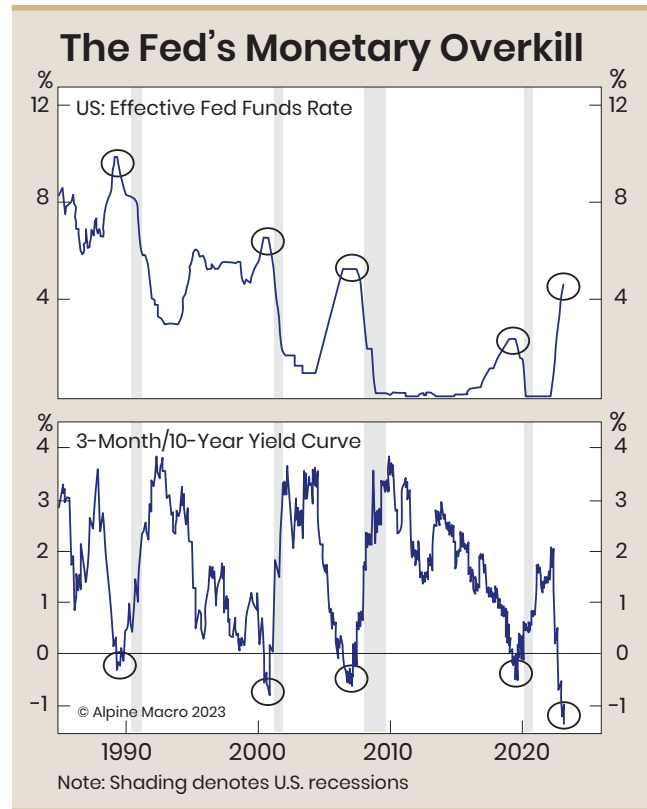 The Fed's Monetary Overkill
% %
12 US: Effective Fed Funds Rate 12
8 8
4 4
% %
4 3-Month/10-Year Yield Curve 4
3 3
2 2
1 1
0 0
-1 © Alpine Macro 2023 -1
1990 2000 2010 2020
Note: Shading denotes U.S. recessions